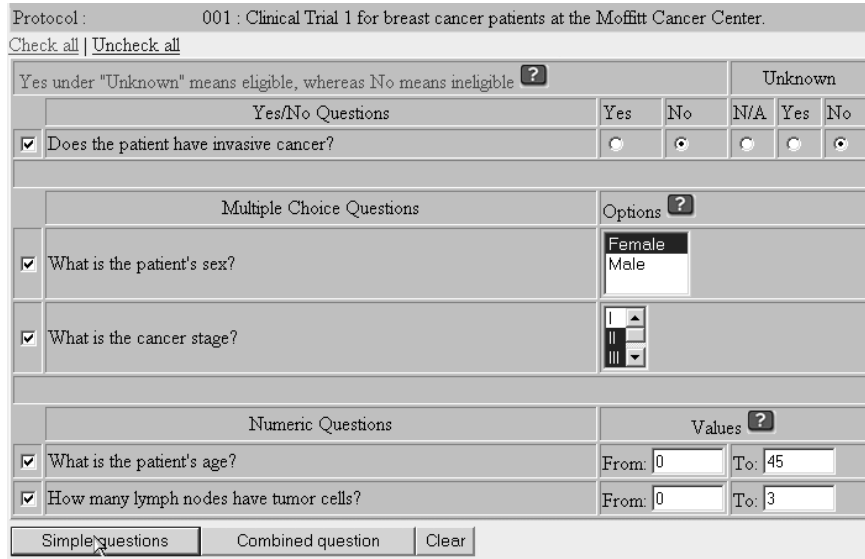 Protocol : 001 : Clinical Trial 1 for breast cancer patients at the Moffitt Cancer Center.
Check all | Uncheck all
Yes under "Unknown" means eligible, whereas No means ineligible ? Unknown
Yes/No Questions Yes No N/A Yes No
Does the patient have invasive cancer?
Multiple Choice Questions Options ?
What is the patient's sex? Female
Male
What is the cancer stage? I
II
III
Numeric Questions Values ?
What is the patient's age? From: 0 To: 45
How many lymph nodes have tumor cells? From: 0 To: 3
Simple questions Combined question Clear